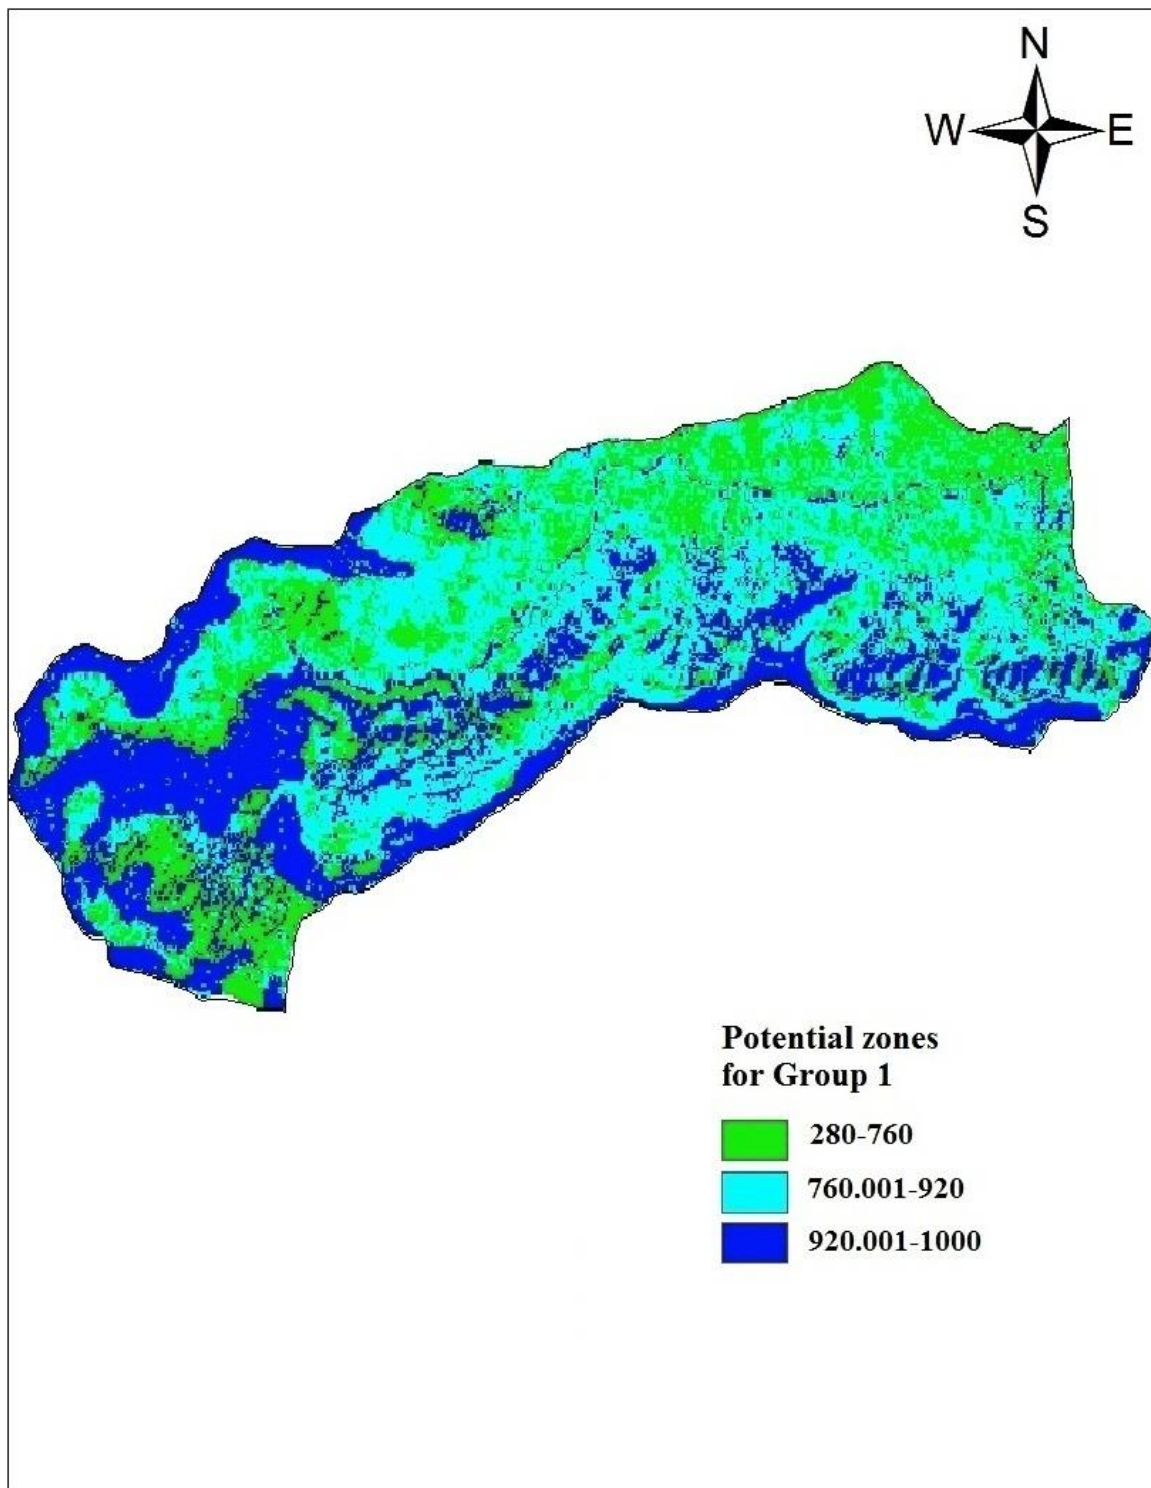 N
W E
S
Potential zones
for Group 1
280-760
760.001-920
920.001-1000